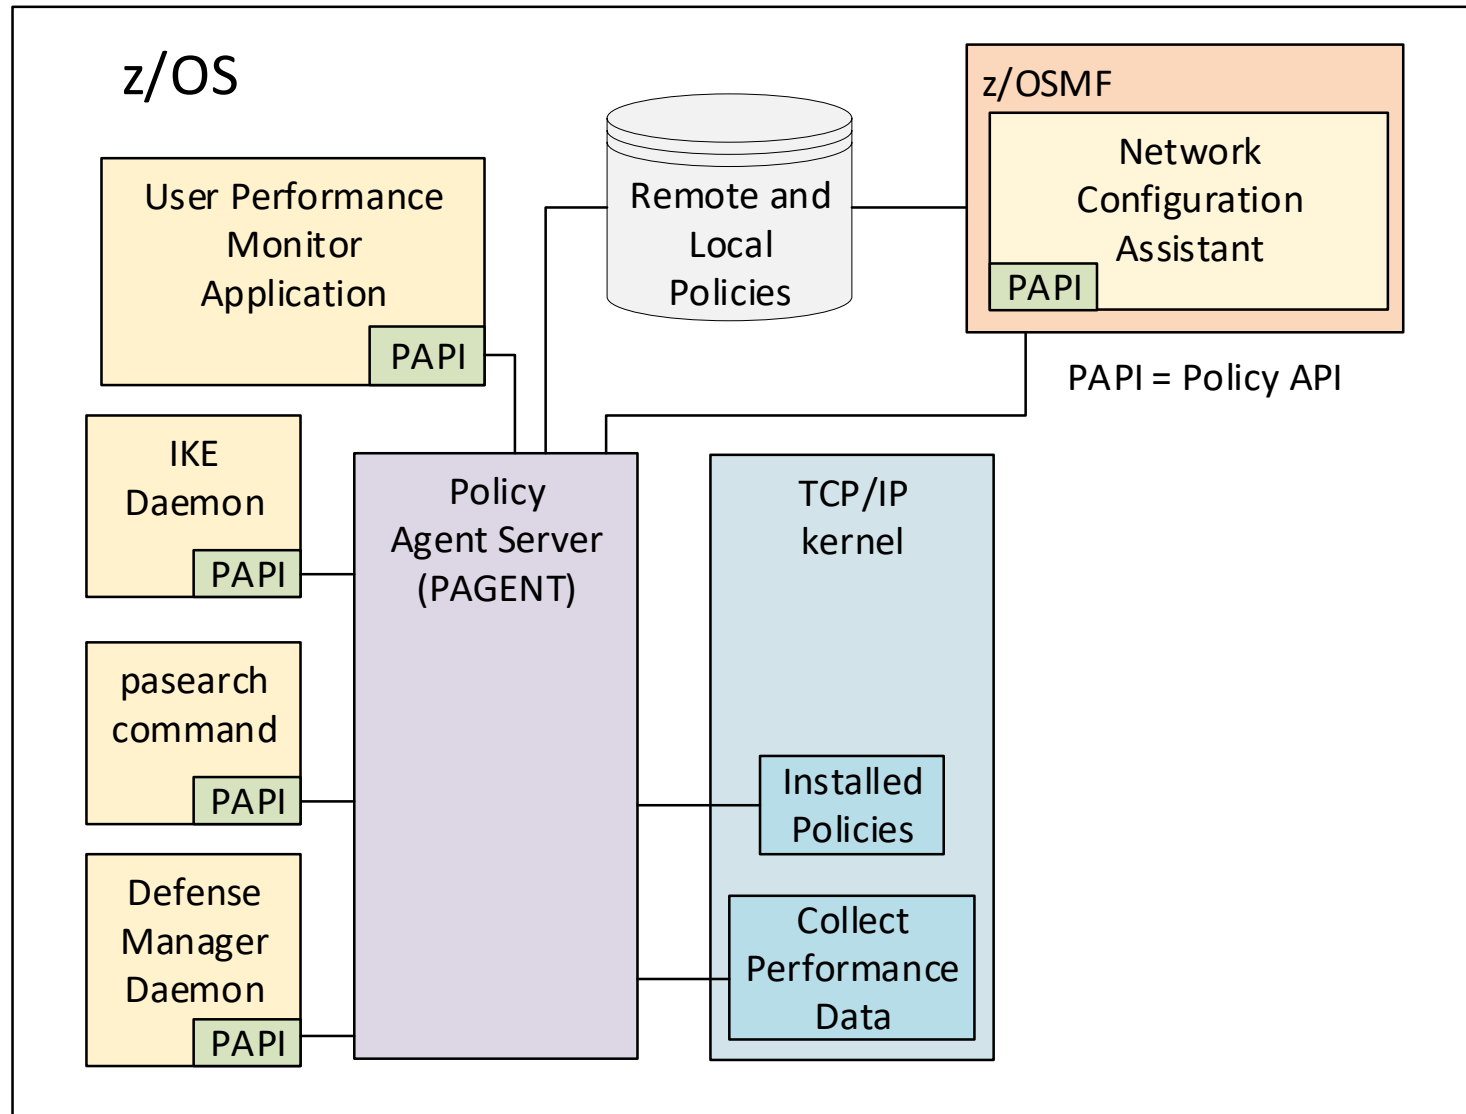 z/OS
User Performance
Monitor
Application
PAPI
Remote and
Local
Policies
z/OSMF
Network
Configuration
Assistant
PAPI
PAPI = Policy API
IKE
Daemon
PAPI
pasearch
command
PAPI
Defense
Manager
Daemon
PAPI
Policy
Agent Server
(PAGENT)
TCP/IP
kernel
Installed
Policies
Collect
Performance
Data